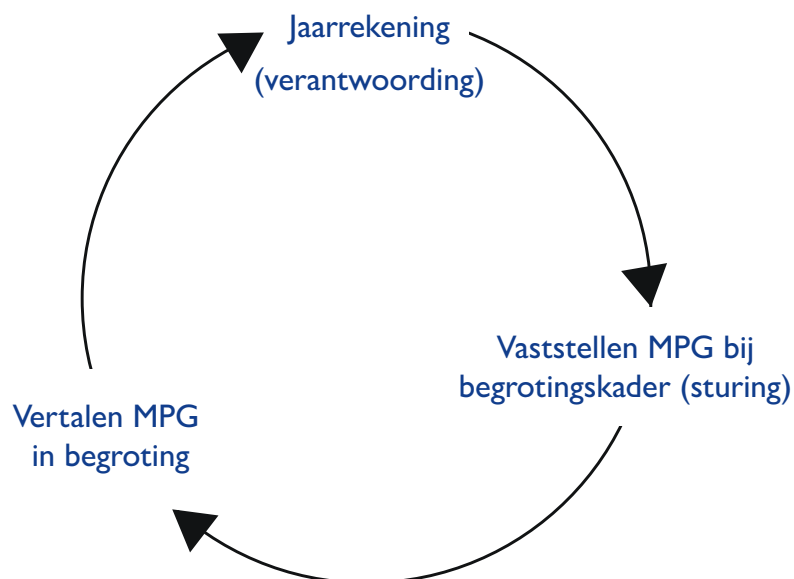 Jaarrekening
(verantwoording)
Vaststellen MPG bij
begrotingskader (sturing)
Vertalen MPG
in begroting